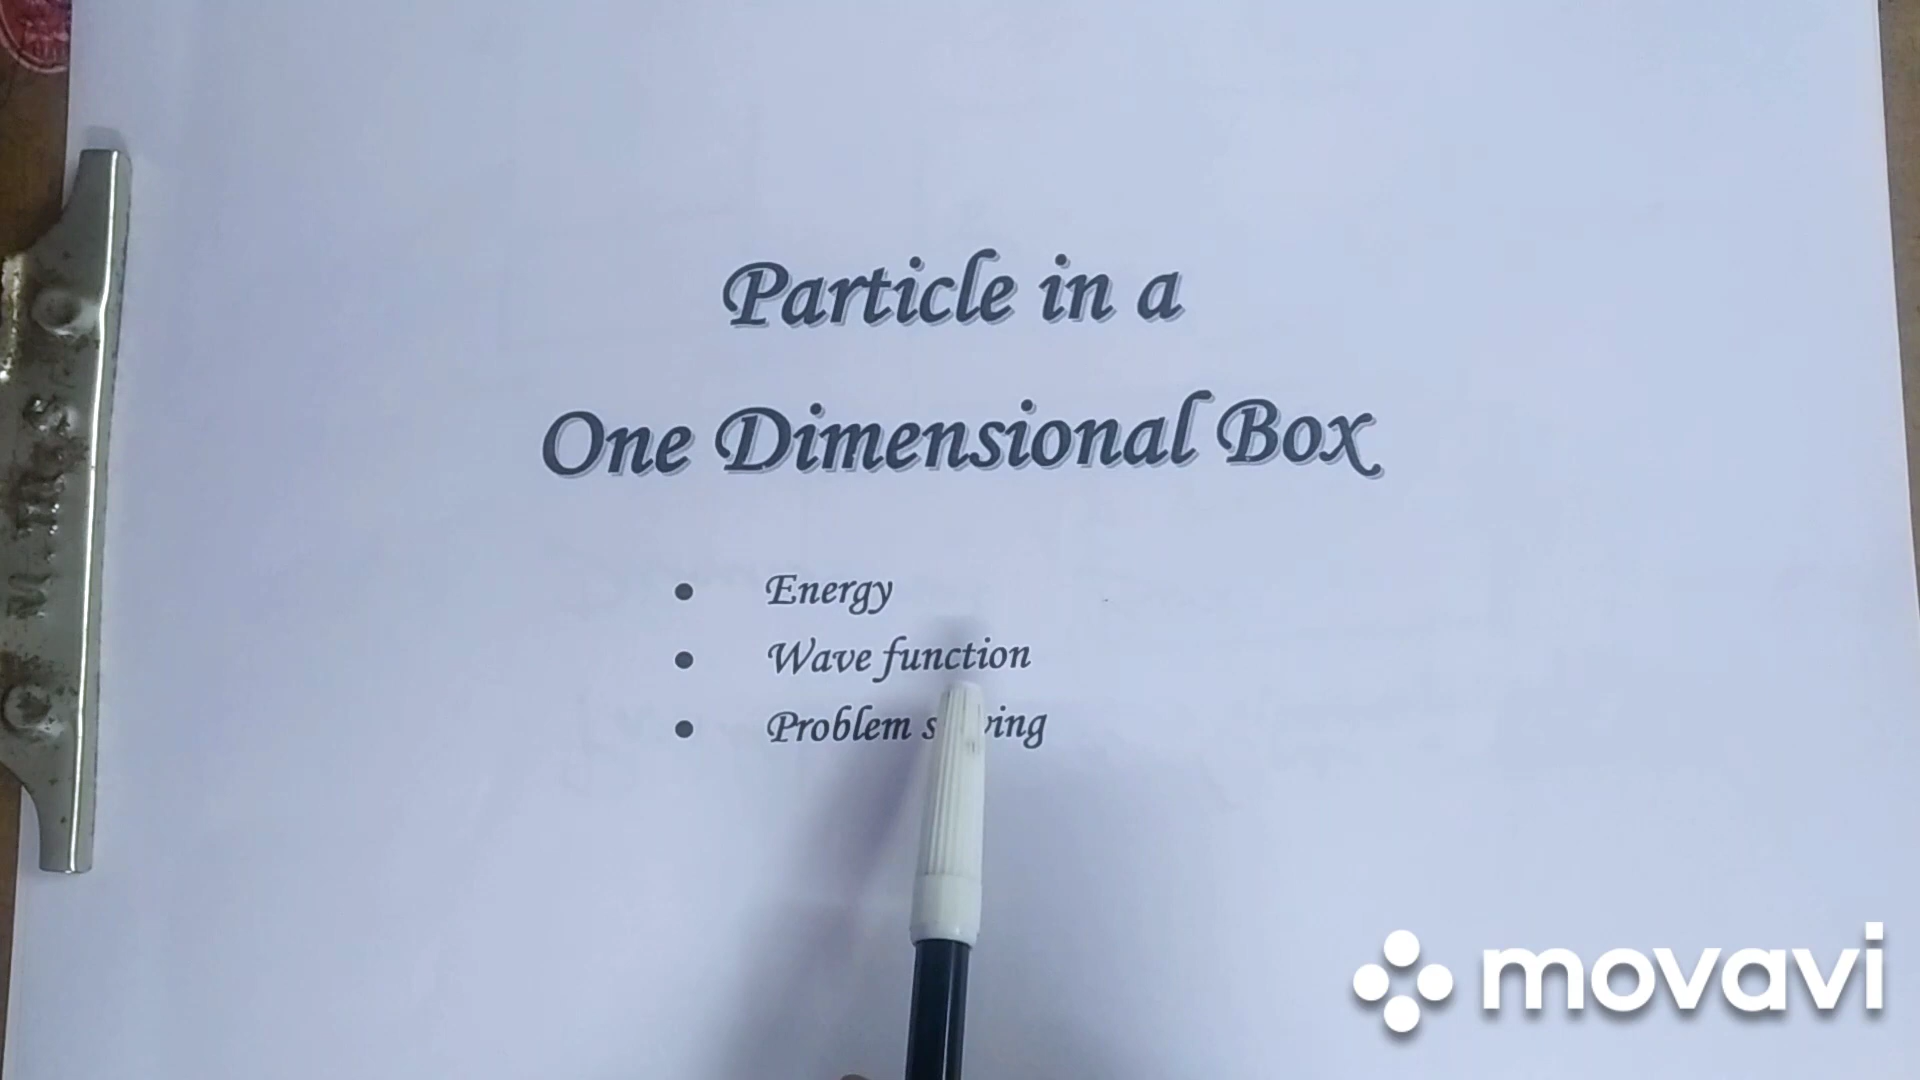 Particle in a
One Dimensional Box
• Energy
• Wave function
• Problem
movavi